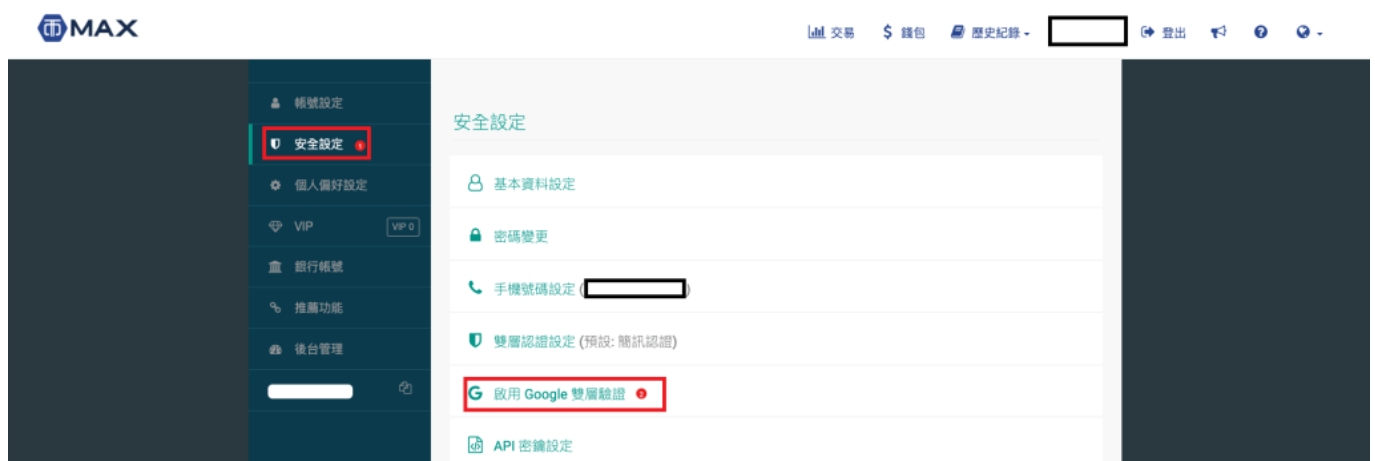 MAX
交易 $ 錢包 歷史紀錄 登出
帳號設定
安全設定 1
個人偏好設定
VIP VIP 0
銀行帳號
推薦功能
後台管理
安全設定
基本資料設定
密碼變更
手機號碼設定 ( )
雙層認證設定 (預設: 簡訊認證)
G 啟用 Google 雙層驗證 2
API 密鑰設定